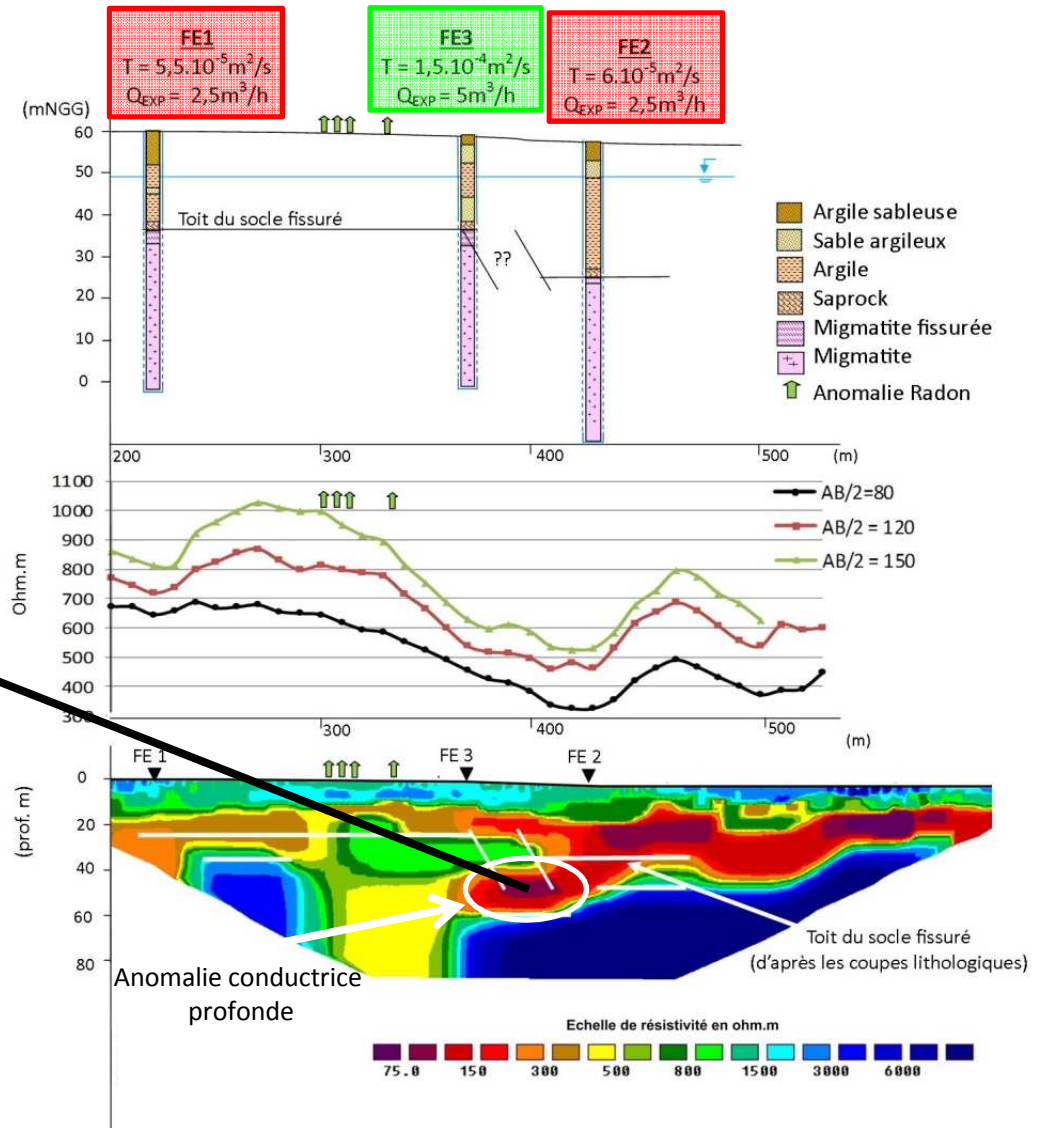 FE1
T = 5,5.10⁻⁵m²/s
Q_EXP = 2,5m³/h
FE3
T = 1,5.10⁻⁴m²/s
Q_EXP = 5m³/h
FE2
T = 6.10⁻⁵m²/s
Q_EXP = 2,5m³/h
(mNGG)
60
50
40
30
20
10
0
Toit du socle fissuré
??
Argile sableuse
Sable argileux
Argile
Saprock
Migmatite fissurée
Migmatite
Anomalie Radon
200
300
400
500
(m)
Ohm.m
1100
1000
900
800
700
600
500
400
300
AB/2=80
AB/2 = 120
AB/2 = 150
300
400
500
(m)
FE 1
FE 3
FE 2
(prof. m)
0
20
40
60
80
Anomalie conductrice
profonde
Toit du socle fissuré
(d'après les coupes lithologiques)
Echelle de résistivité en ohm.m
75.0 150 300 500 800 1500 3000 6000